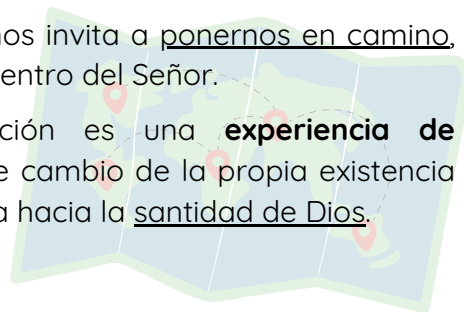 nos invita a ponernos en camino,
entro del Señor.
ción es una experiencia de
e cambio de la propia existencia
a hacia la santidad de Dios.